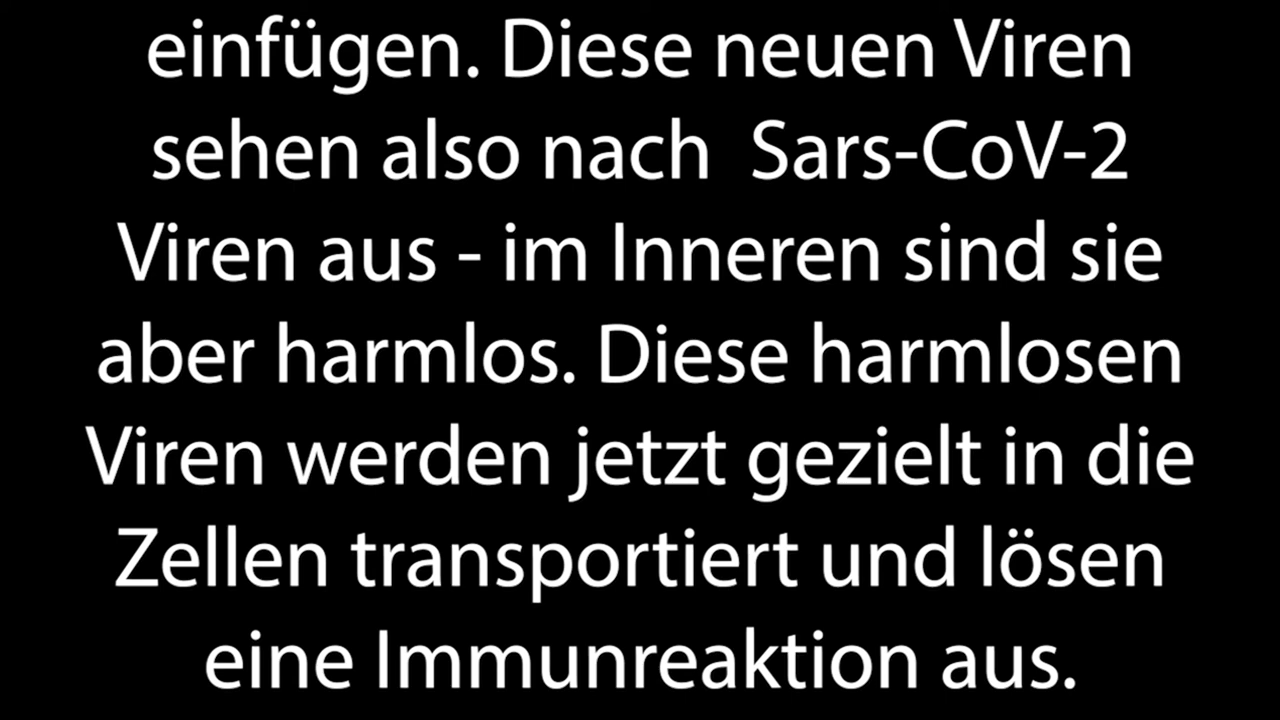 einfügen. Diese neuen Viren
sehen also nach  Sars-CoV-2
Viren aus - im Inneren sind sie
aber harmlos. Diese harmlosen
Viren werden jetzt gezielt in die
Zellen transportiert und lösen
eine Immunreaktion aus.